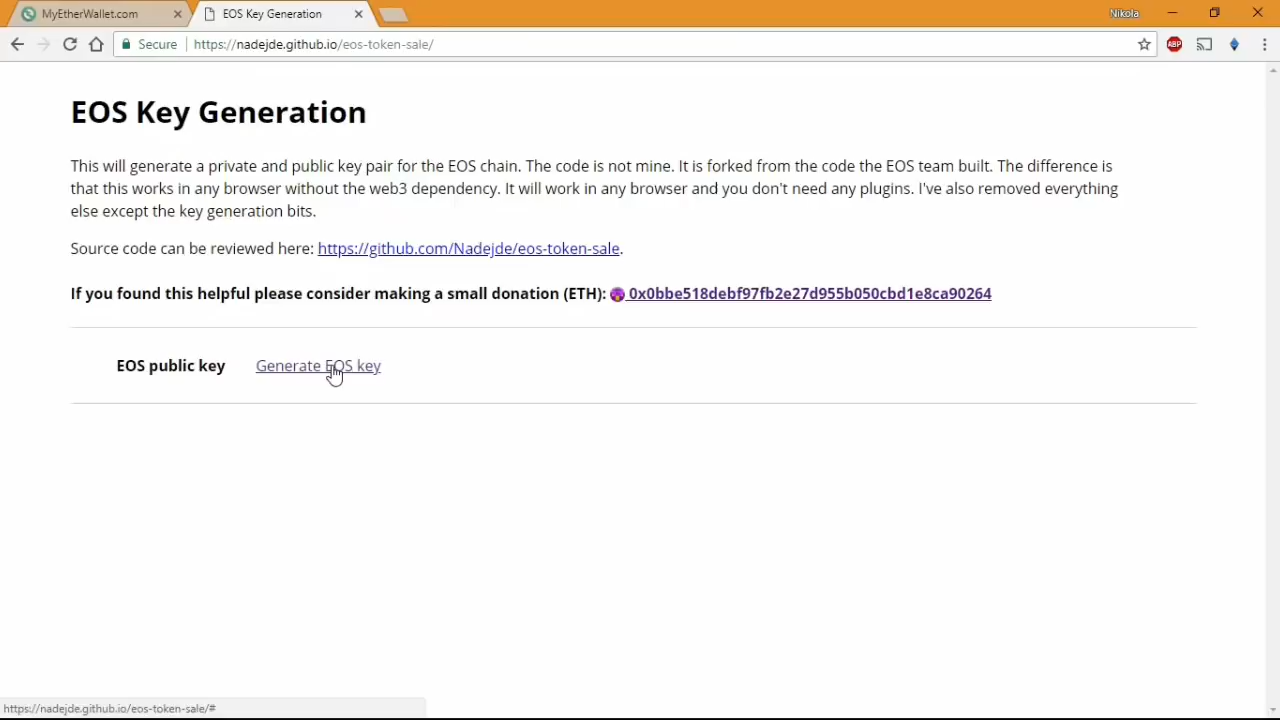 MyEtherWallet.com
EOS Key Generation
Nikola
Secure
https://nadejde.github.io/eos-token-sale/
ABP
EOS Key Generation
This will generate a private and public key pair for the EOS chain. The code is not mine. It is forked from the code the EOS team built. The difference is
that this works in any browser without the web3 dependency. It will work in any browser and you don't need any plugins. I've also removed everything
else except the key generation bits.
Source code can be reviewed here: https://github.com/Nadejde/eos-token-sale.
If you found this helpful please consider making a small donation (ETH): 0x0bbe518debf97fb2e27d955b050cbd1e8ca90264
EOS public key Generate EOS key
https://nadejde.github.io/eos-token-sale/#